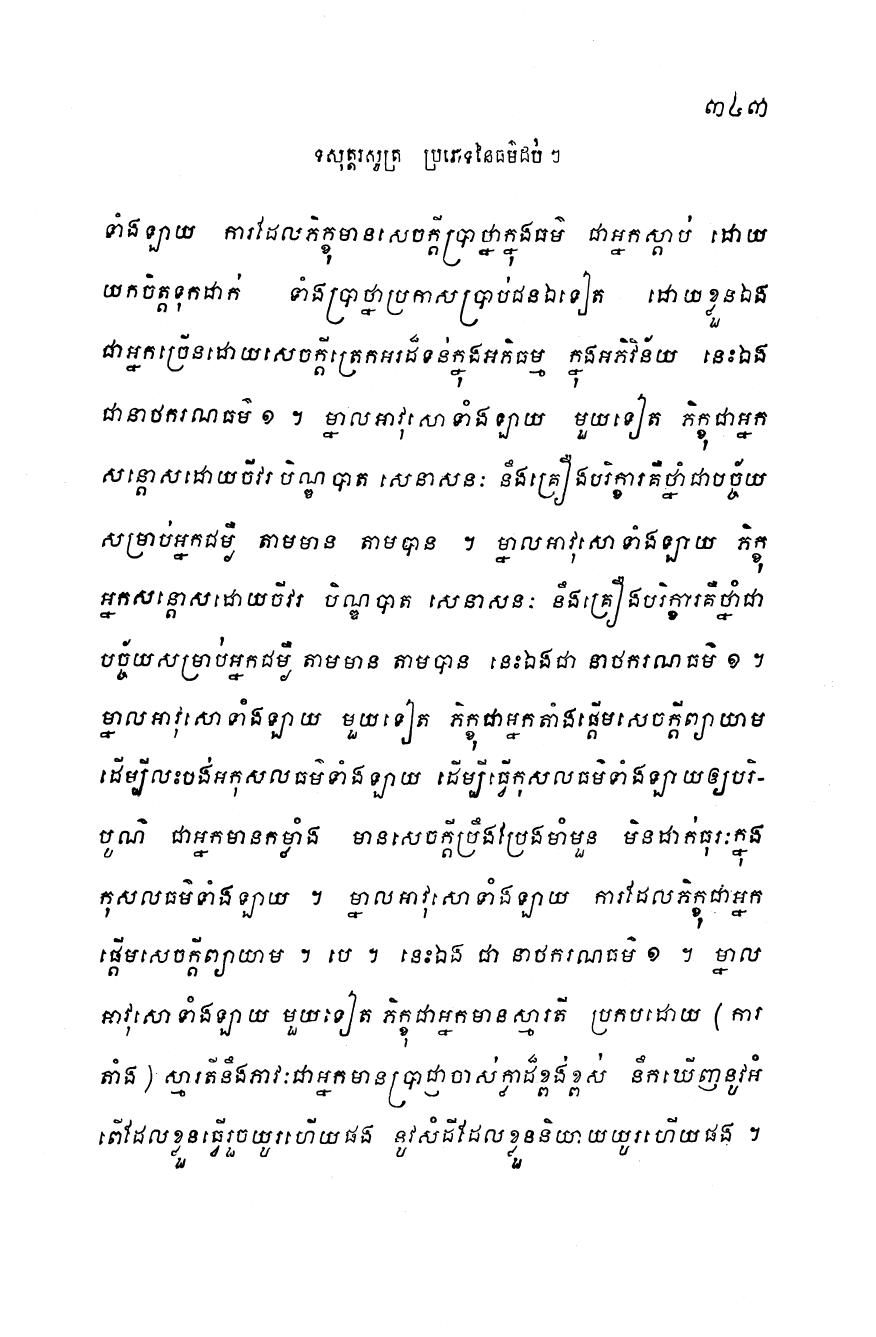 ៣៤៣
ទសុត្តរសូត្រ ប្រភេទនៃធម៌ដប់ ៗ
ទាំងឡាយ ការដែលភិក្ខុមានសេចក្តីប្រាថ្នាក្នុងធម៌ ជាអ្នកស្តាប់ ដោយ
យកចិត្តទុកដាក់ ទាំងប្រាថ្នាប្រកាសប្រាប់ជនឯទៀត ដោយខ្លួនឯង
ជាអ្នកច្រើនដោយសេចក្តីត្រេកអរដ៏ទន់ក្នុងអភិធម្ម ក្នុងអភិវិន័យ នេះឯង
ជានាថករណធម៌ ១ ។ ម្នាលអាវុសោទាំងឡាយ មួយទៀត ភិក្ខុជាអ្នក
សន្តោសដោយចីវរ បិណ្ឌបាត សេនាសនៈ នឹងគ្រឿងបរិក្ខារគឺថ្នាំជាបច្ច័យ
សម្រាប់អ្នកជម្ងឺ តាមមាន តាមបាន ។ ម្នាលអាវុសោទាំងឡាយ ភិក្ខុ
អ្នកសន្តោសដោយចីវរ បិណ្ឌបាត សេនាសនៈ នឹងគ្រឿងបរិក្ខារគឺថ្នាំជា
បច្ច័យសម្រាប់អ្នកជម្ងឺ តាមមាន តាមបាន នេះឯងជា នាថករណធម៌ ១ ។
ម្នាលអាវុសោទាំងឡាយ មួយទៀត ភិក្ខុជាអ្នកតាំងផ្តើមសេចក្តីព្យាយាម
ដើម្បីលះបង់អកុសលធម៌ទាំងឡាយ ដើម្បីធ្វើកុសលធម៌ទាំងឡាយឲ្យបរិ-
បូណ៌ ជាអ្នកមានកម្លាំង មានសេចក្តីប្រឹងប្រែងមាំមួន មិនដាក់ធុរៈក្នុង
កុសលធម៌ទាំងឡាយ ។ ម្នាលអាវុសោទាំងឡាយ ការដែលភិក្ខុជាអ្នក
ផ្តើមសេចក្តីព្យាយាម ។ បេ ។ នេះឯង ជា នាថករណធម៌ ១ ។ ម្នាល
អាវុសោទាំងឡាយ មួយទៀត ភិក្ខុជាអ្នកមានស្មារតី ប្រកបដោយ (ការ
តាំង) ស្មារតីនឹងភាវៈជាអ្នកមានប្រាជ្ញាចាស់ក្លាដ៏ខ្ពង់ខ្ពស់ នឹកឃើញនូវអំ
ពើដែលខ្លួនធ្វើរួចយូរហើយផង នូវសំដីដែលខ្លួននិយាយយូរហើយផង ។